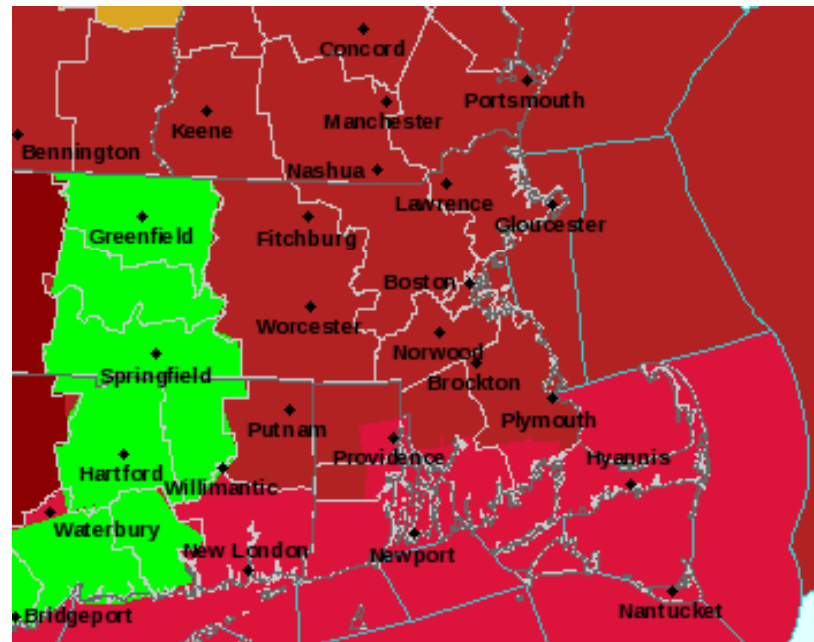 Concord
Portsmouth
Manchester
Keene
Bennington
Nashua
Lawrence
Gloucester
Greenfield
Fitchburg
Boston
Worcester
Norwood
Springfield
Brockton
Plymouth
Putnam
Providence
Hyannis
Hartford
Willimantic
Waterbury
New London
Newport
Nantucket
Bridgeport